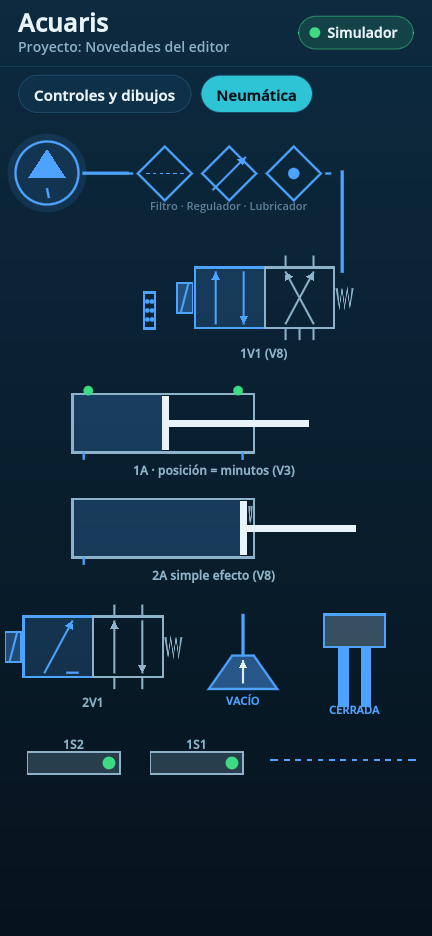 Acuaris
Proyecto: Novedades del editor
Simulador
Controles y dibujos
Neumática
Filtro · Regulador · Lubricador
1V1 (V8)
1A · posición = minutos (V3)
2A simple efecto (V8)
2V1
VACÍO
CERRADA
1S2
1S1